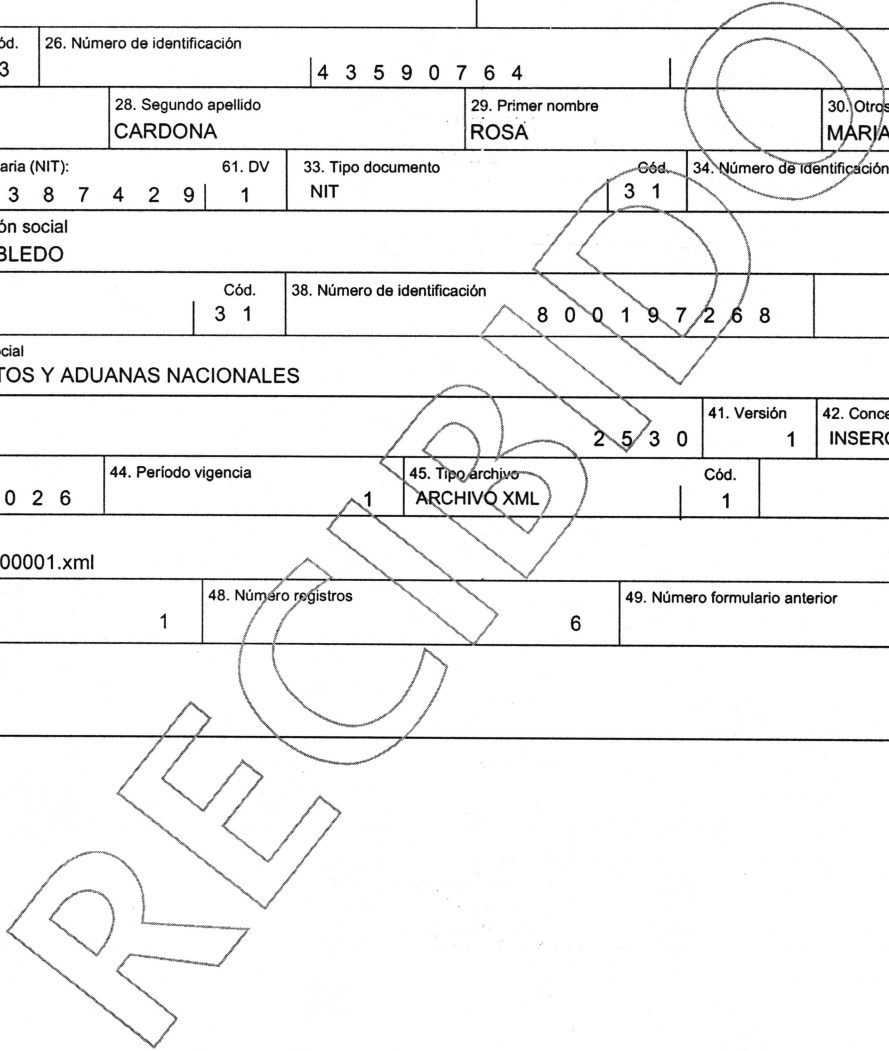 ód. 26. Número de identificación
3 4 3 5 9 0 7 6 4
28. Segundo apellido 29. Primer nombre 30. Otros
CARDONA ROSA MARIA
aria (NIT): 61. DV 33. Tipo documento Cód. 34. Número de identificación
3 8 7 4 2 9 1 NIT 3 1
ón social
BLEDO
Cód. 38. Número de identificación
3 1 8 0 0 1 9 7 2 6 8
cial
TOS Y ADUANAS NACIONALES
41. Versión 42. Conce
2 5 3 0 1 INSERC
44. Período vigencia 45. Tipo archivo Cód.
0 2 6 1 ARCHIVO XML 1
00001.xml
48. Número registros 49. Número formulario anterior
1 6
RECIBIDO